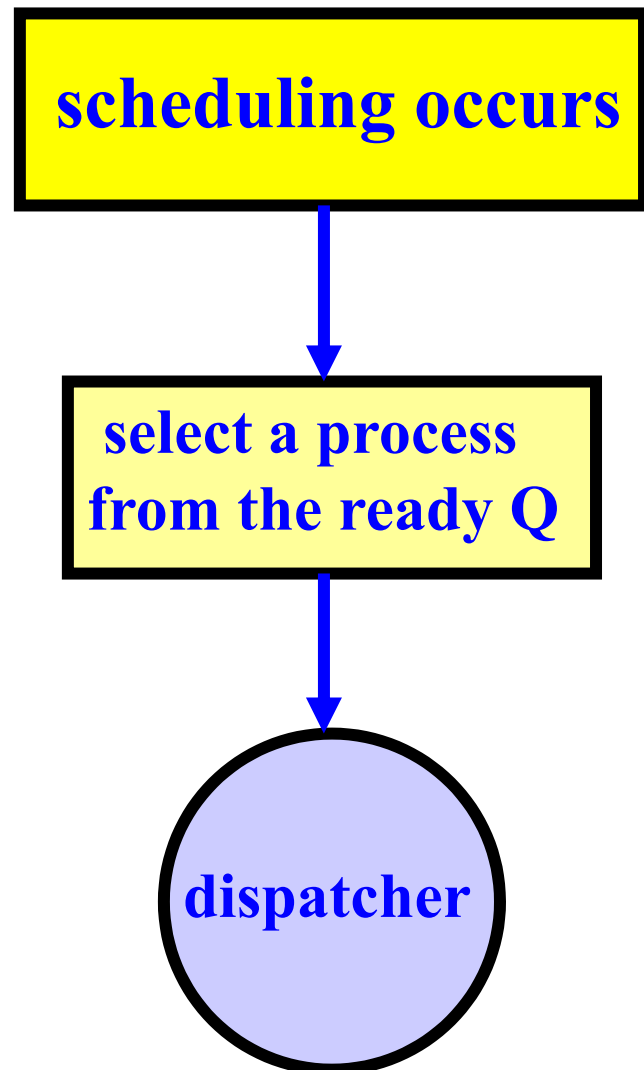 scheduling occurs
select a process
from the ready Q
dispatcher